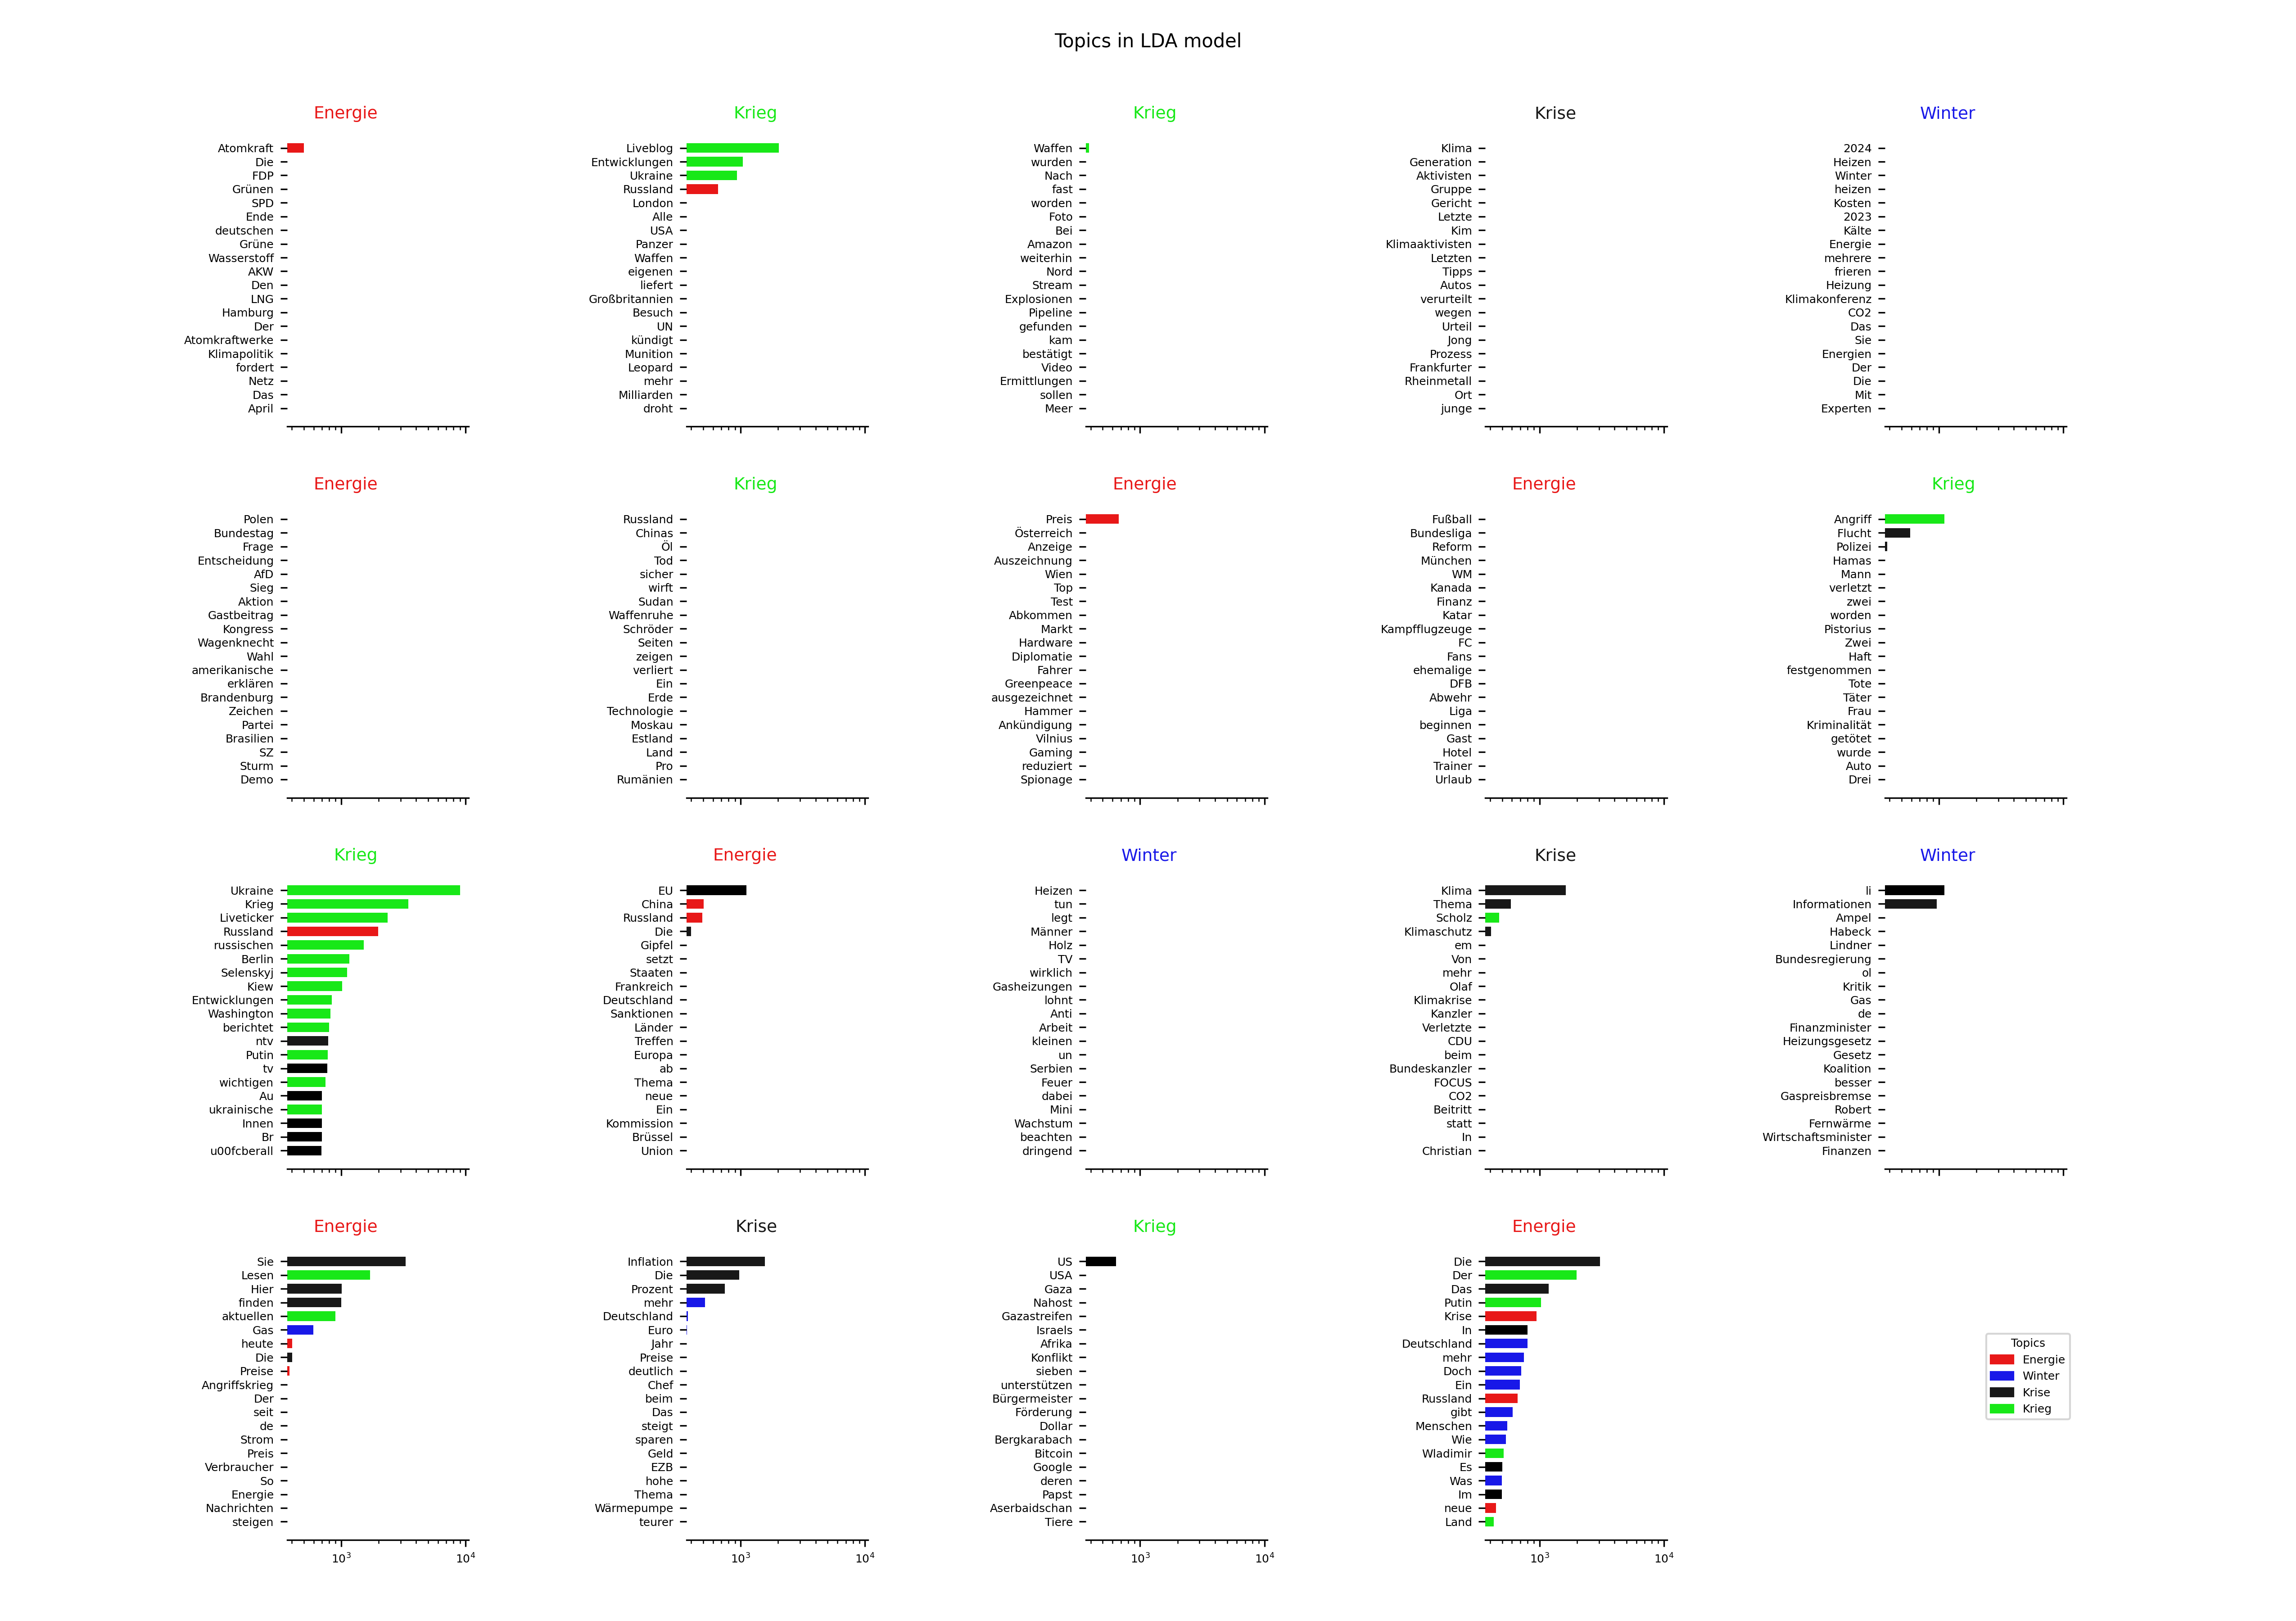 Topics in LDA model
Energie
Atomkraft
Die
FDP
Grünen
SPD
Ende
deutschen
Grüne
Wasserstoff
AKW
Den
LNG
Hamburg
Der
Atomkraftwerke
Klimapolitik
fordert
Netz
Das
April
Krieg
Liveblog
Entwicklungen
Ukraine
Russland
London
Alle
USA
Panzer
Waffen
eigenen
liefert
Großbritannien
Besuch
UN
kündigt
Munition
Leopard
mehr
Milliarden
droht
Krieg
Waffen
wurden
Nach
fast
worden
Foto
Bei
Amazon
weiterhin
Nord
Stream
Explosionen
Pipeline
gefunden
kam
bestätigt
Video
Ermittlungen
sollen
Meer
Krise
Klima
Generation
Aktivisten
Gruppe
Gericht
Letzte
Kim
Klimaaktivisten
Letzten
Tipps
Autos
verurteilt
wegen
Urteil
Jong
Prozess
Frankfurter
Rheinmetall
Ort
junge
Winter
2024
Heizen
Winter
heizen
Kosten
2023
Kälte
Energie
mehrere
frieren
Heizung
Klimakonferenz
CO2
Das
Sie
Energien
Der
Die
Mit
Experten
Energie
Polen
Bundestag
Frage
Entscheidung
AfD
Sieg
Aktion
Gastbeitrag
Kongress
Wagenknecht
Wahl
amerikanische
erklären
Brandenburg
Zeichen
Partei
Brasilien
SZ
Sturm
Demo
Krieg
Russland
Chinas
Öl
Tod
sicher
wirft
Sudan
Waffenruhe
Schröder
Seiten
zeigen
verliert
Ein
Erde
Technologie
Moskau
Estland
Land
Pro
Rumänien
Energie
Preis
Österreich
Anzeige
Auszeichnung
Wien
Top
Test
Abkommen
Markt
Hardware
Diplomatie
Fahrer
Greenpeace
ausgezeichnet
Hammer
Ankündigung
Vilnius
Gaming
reduziert
Spionage
Energie
Fußball
Bundesliga
Reform
München
WM
Kanada
Finanz
Katar
Kampfflugzeuge
FC
Fans
ehemalige
DFB
Abwehr
Liga
beginnen
Gast
Hotel
Trainer
Urlaub
Krieg
Angriff
Flucht
Polizei
Hamas
Mann
verletzt
zwei
worden
Pistorius
Zwei
Haft
festgenommen
Tote
Täter
Frau
Kriminalität
getötet
wurde
Auto
Drei
Krieg
Ukraine
Krieg
Liveticker
Russland
russischen
Berlin
Selenskyj
Kiew
Entwicklungen
Washington
berichtet
ntv
Putin
tv
wichtigen
Au
ukrainische
Innen
Br
u00fcberall
Energie
EU
China
Russland
Die
Gipfel
setzt
Staaten
Frankreich
Deutschland
Sanktionen
Länder
Treffen
Europa
ab
Thema
neue
Ein
Kommission
Brüssel
Union
Winter
Heizen
tun
legt
Männer
Holz
TV
wirklich
Gasheizungen
lohnt
Anti
Arbeit
kleinen
un
Serbien
Feuer
dabei
Mini
Wachstum
beachten
dringend
Krise
Klima
Thema
Scholz
Klimaschutz
em
Von
mehr
Olaf
Klimakrise
Kanzler
Verletzte
CDU
beim
Bundeskanzler
FOCUS
CO2
Beitritt
statt
In
Christian
Winter
li
Informationen
Ampel
Habeck
Lindner
Bundesregierung
ol
Kritik
Gas
de
Finanzminister
Heizungsgesetz
Gesetz
Koalition
besser
Gaspreisbremse
Robert
Fernwärme
Wirtschaftsminister
Finanzen
Energie
Sie
Lesen
Hier
finden
aktuellen
Gas
heute
Die
Preise
Angriffskrieg
Der
seit
de
Strom
Preis
Verbraucher
So
Energie
Nachrichten
steigen
10³ 10⁴
Krise
Inflation
Die
Prozent
mehr
Deutschland
Euro
Jahr
Preise
deutlich
Chef
beim
Das
steigt
sparen
Geld
EZB
hohe
Thema
Wärmepumpe
teurer
10³ 10⁴
Krieg
US
USA
Gaza
Nahost
Gazastreifen
Israels
Afrika
Konflikt
sieben
unterstützen
Bürgermeister
Förderung
Dollar
Bergkarabach
Bitcoin
Google
deren
Papst
Aserbaidschan
Tiere
10³ 10⁴
Energie
Die
Der
Das
Putin
Krise
In
Deutschland
mehr
Doch
Ein
Russland
gibt
Menschen
Wie
Wladimir
Es
Was
Im
neue
Land
10³ 10⁴
Topics
Energie
Winter
Krise
Krieg